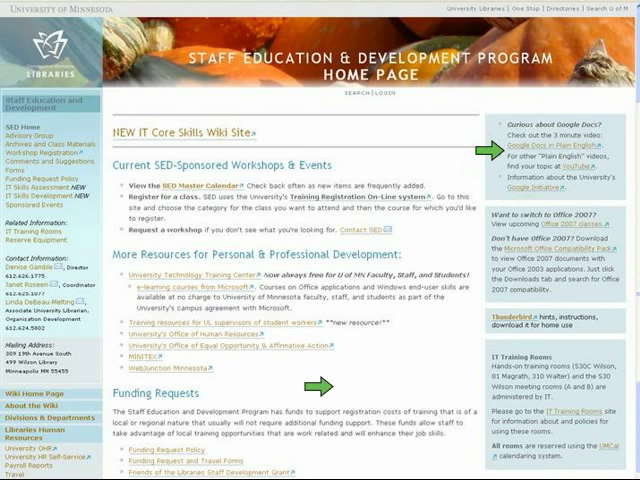 UNIVERSITY OF MINNESOTA
University Libraries | One Stop | Directories | Search U of M
LIBRARIES
STAFF EDUCATION & DEVELOPMENT PROGRAM
HOME PAGE
SEARCH | LOGIN
Staff Education and
Development
SED Home
Advisory Group
Archives and Class Materials
Workshop Registration
Comments and Suggestions
Forms
Funding Request Policy
IT Skills Assessment NEW
IT Skills Development NEW
Sponsored Events
Related Information:
IT Training Rooms
Reserve Equipment
Contact Information:
Denise Gamble, Director
612.626.1775
Janet Roseen, Coordinator
612.625.1077
Linda DeBeau-Melting,
Associate University Librarian,
Organization Development
612.624.5802
Mailing Address:
309 19th Avenue South
499 Wilson Library
Minneapolis MN 55455
Wiki Home Page
About the Wiki
Divisions & Departments
Libraries Human
Resources
University OHR
University HR Self-Service
Payroll Reports
Travel
NEW IT Core Skills Wiki Site
Current SED-Sponsored Workshops & Events
View the SED Master Calendar Check back often as new items are frequently added.
Register for a class. SED uses the University's Training Registration On-Line system. Go to this
site and choose the category for the class you want to attend and then the course for which you'd like
to register.
Request a workshop if you don't see what you're looking for. Contact SED
More Resources for Personal & Professional Development:
University Technology Training Center Now always free for U of MN Faculty, Staff, and Students!
e-learning courses from Microsoft. Courses on Office applications and Windows end-user skills are
available at no charge to University of Minnesota faculty, staff, and students as part of the
University's campus agreement with Microsoft.
Training resources for UL supervisors of student workers **new resource!**
University's Office of Human Resources
University's Office of Equal Opportunity & Affirmative Action
MINITEX
WebJunction Minnesota
Funding Requests
The Staff Education and Development Program has funds to support registration costs of training that is of a
local or regional nature that usually will not require additional funding support. These funds allow staff to
take advantage of local training opportunities that are work related and will enhance their job skills.
Funding Request Policy
Funding Request and Travel Forms
Friends of the Libraries Staff Development Grant
Curious about Google Docs?
Check out the 3 minute video:
Google Docs in Plain English.
For other "Plain English" videos,
find your topic at YouTube.
Information about the University's
Google Initiative.
Want to switch to Office 2007?
View upcoming Office 2007 classes.
Don't have Office 2007? Download
the Microsoft Office Compatibility Pack
to view Office 2007 documents with
your Office 2003 applications. Just click
the Downloads tab and search for Office
2007 compatibility.
Thunderbird hints, instructions,
download it for home use
IT Training Rooms
Hands-on training rooms (S30C Wilson,
81 Magrath, 310 Walter) and the S30
Wilson meeting rooms (A and B) are
administered by IT.
Please go to the IT Training Rooms site
for information about and policies for
using these rooms.
All rooms are reserved using the UMCal
calendaring system.